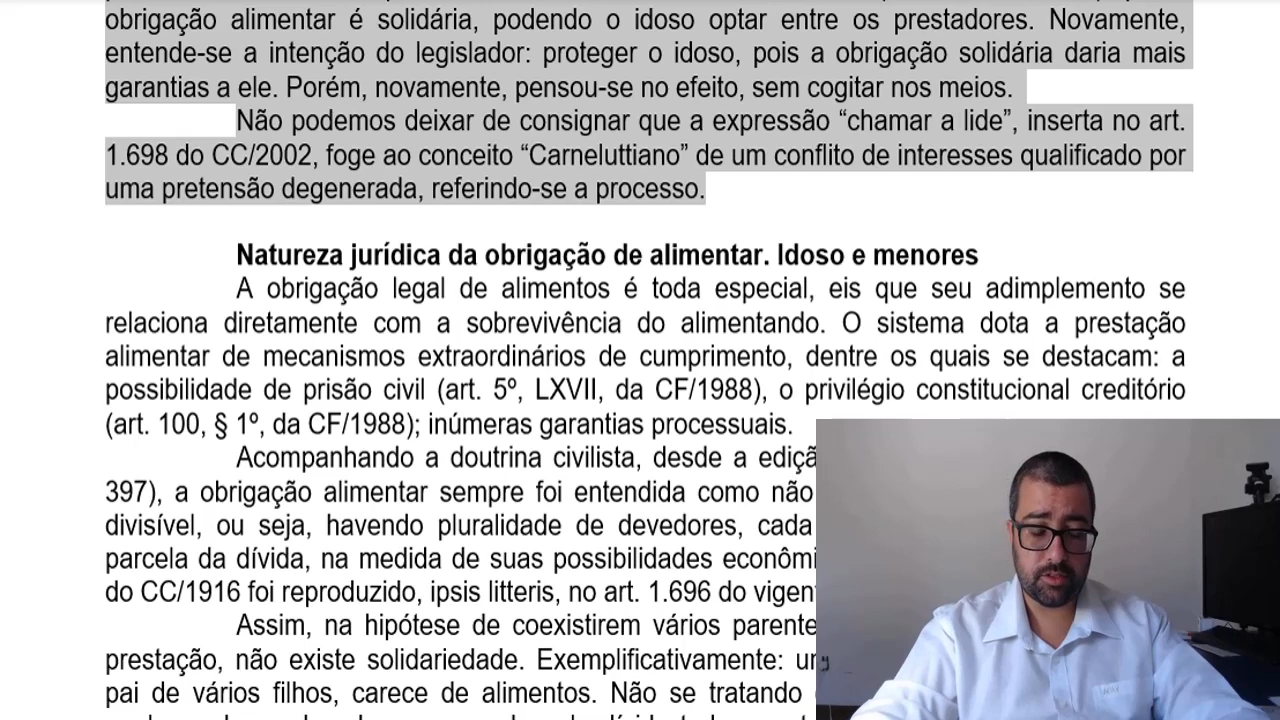 obrigação alimentar é solidária, podendo o idoso optar entre os prestadores. Novamente,
entende-se a intenção do legislador: proteger o idoso, pois a obrigação solidária daria mais
garantias a ele. Porém, novamente, pensou-se no efeito, sem cogitar nos meios.
Não podemos deixar de consignar que a expressão “chamar a lide”, inserta no art.
1.698 do CC/2002, foge ao conceito “Carneluttiano” de um conflito de interesses qualificado por
uma pretensão degenerada, referindo-se a processo.
Natureza jurídica da obrigação de alimentar. Idoso e menores
A obrigação legal de alimentos é toda especial, eis que seu adimplemento se
relaciona diretamente com a sobrevivência do alimentando. O sistema dota a prestação
alimentar de mecanismos extraordinários de cumprimento, dentre os quais se destacam: a
possibilidade de prisão civil (art. 5º, LXVII, da CF/1988), o privilégio constitucional creditório
(art. 100, § 1º, da CF/1988); inúmeras garantias processuais.
Acompanhando a doutrina civilista, desde a ediçã
397), a obrigação alimentar sempre foi entendida como não
divisível, ou seja, havendo pluralidade de devedores, cada
parcela da dívida, na medida de suas possibilidades econômi
do CC/1916 foi reproduzido, ipsis litteris, no art. 1.696 do vigen
Assim, na hipótese de coexistirem vários parente
prestação, não existe solidariedade. Exemplificativamente: un
pai de vários filhos, carece de alimentos. Não se tratando